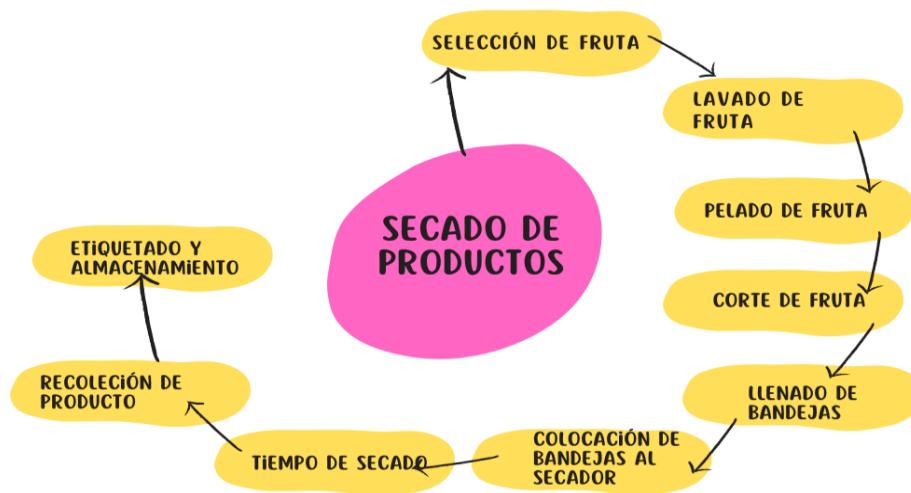 SELECCIÓN DE FRUTA
LAVADO DE
FRUTA
PELADO DE FRUTA
CORTE DE FRUTA
LLENADO DE
BANDEJAS
COLOCACIÓN DE
BANDEJAS AL
SECADOR
TIEMPO DE SECADO
RECOLECIÓN DE
PRODUCTO
ETIQUETADO Y
ALMACENAMIENTO
SECADO DE
PRODUCTOS